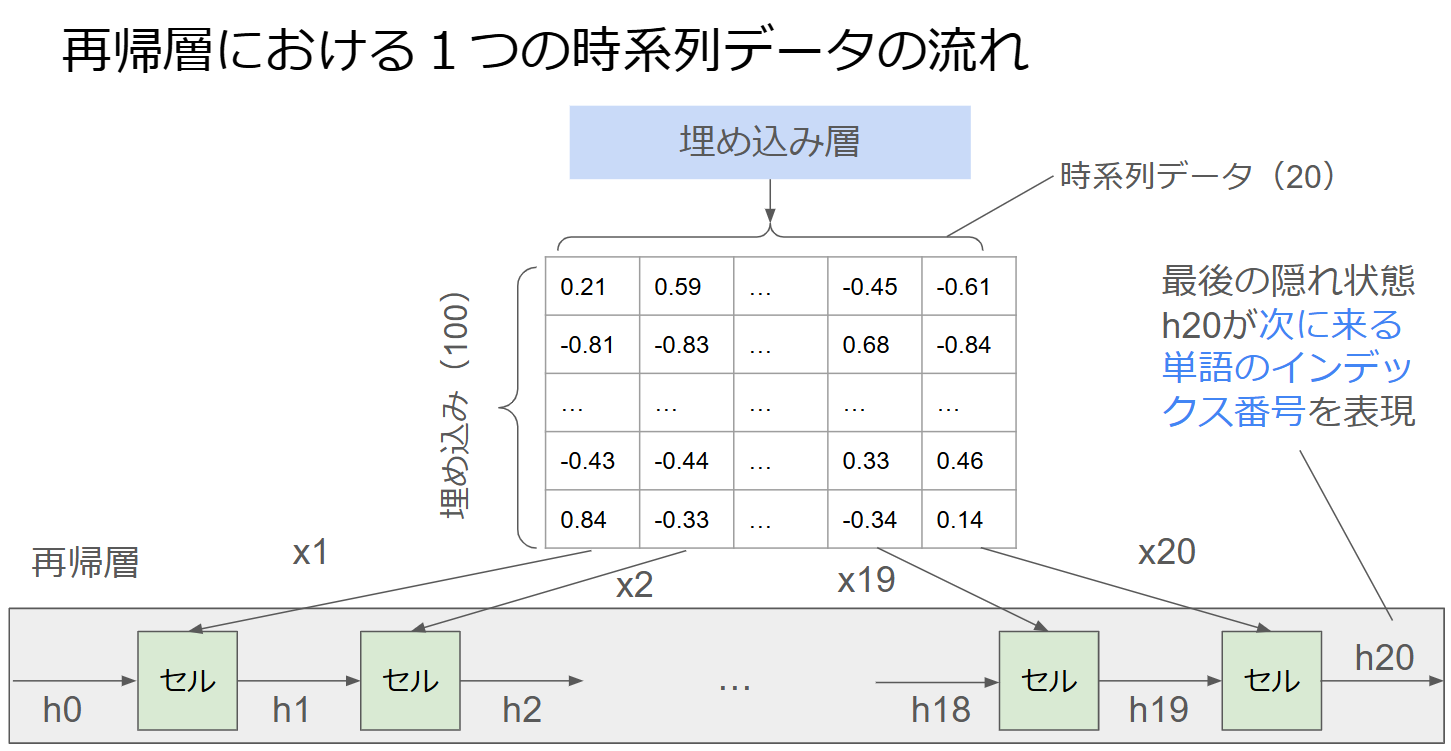 再帰層における１つの時系列データの流れ
埋め込み層
時系列データ（20）
最後の隠れ状態
h20が次に来る
単語のインデッ
クス番号を表現
埋め込み（100）
0.21 0.59 … -0.45 -0.61
-0.81 -0.83 … 0.68 -0.84
… … … … …
-0.43 -0.44 … 0.33 0.46
0.84 -0.33 … -0.34 0.14
再帰層
x1
x2
x19
x20
セル セル … セル セル
h0 h1 h2 h18 h19 h20